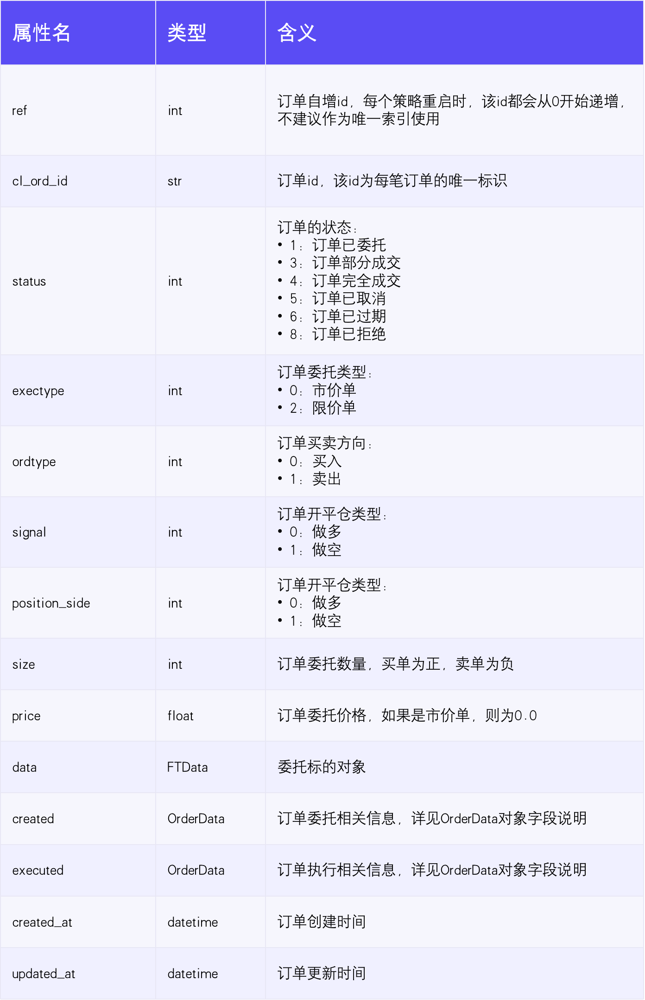 属性名 类型 含义
ref int 订单自增id，每个策略重启时，该id都会从0开始递增，
不建议作为唯一索引使用
cl_ord_id str 订单id，该id为每笔订单的唯一标识
status int 订单的状态：
• 1：订单已委托
• 3：订单部分成交
• 4：订单完全成交
• 5：订单已取消
• 6：订单已过期
• 8：订单已拒绝
exectype int 订单委托类型：
• 0：市价单
• 2：限价单
ordtype int 订单买卖方向：
• 0：买入
• 1：卖出
signal int 订单开平仓类型：
• 0：做多
• 1：做空
position_side int 订单开平仓类型：
• 0：做多
• 1：做空
size int 订单委托数量，买单为正，卖单为负
price float 订单委托价格，如果是市价单，则为0.0
data FTData 委托标的对象
created OrderData 订单委托相关信息，详见OrderData对象字段说明
executed OrderData 订单执行相关信息，详见OrderData对象字段说明
created_at datetime 订单创建时间
updated_at datetime 订单更新时间